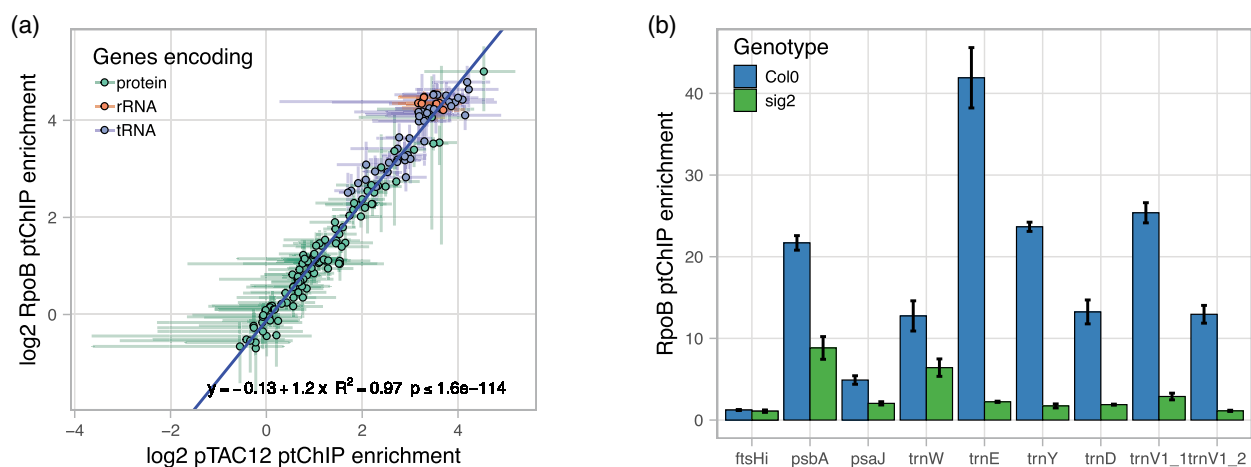 (a)
Genes encoding
protein
rRNA
tRNA
log2 RpoB ptChIP enrichment
4
2
0
y = −0.13 + 1.2 x R2 = 0.97 p ≤ 1.6e−114
−4 −2 0 2 4
log2 pTAC12 ptChIP enrichment
(b)
Genotype
Col0
sig2
RpoB ptChIP enrichment
40
30
20
10
0
ftsHi psbA psaJ trnW trnE trnY trnD trnV1_1 trnV1_2